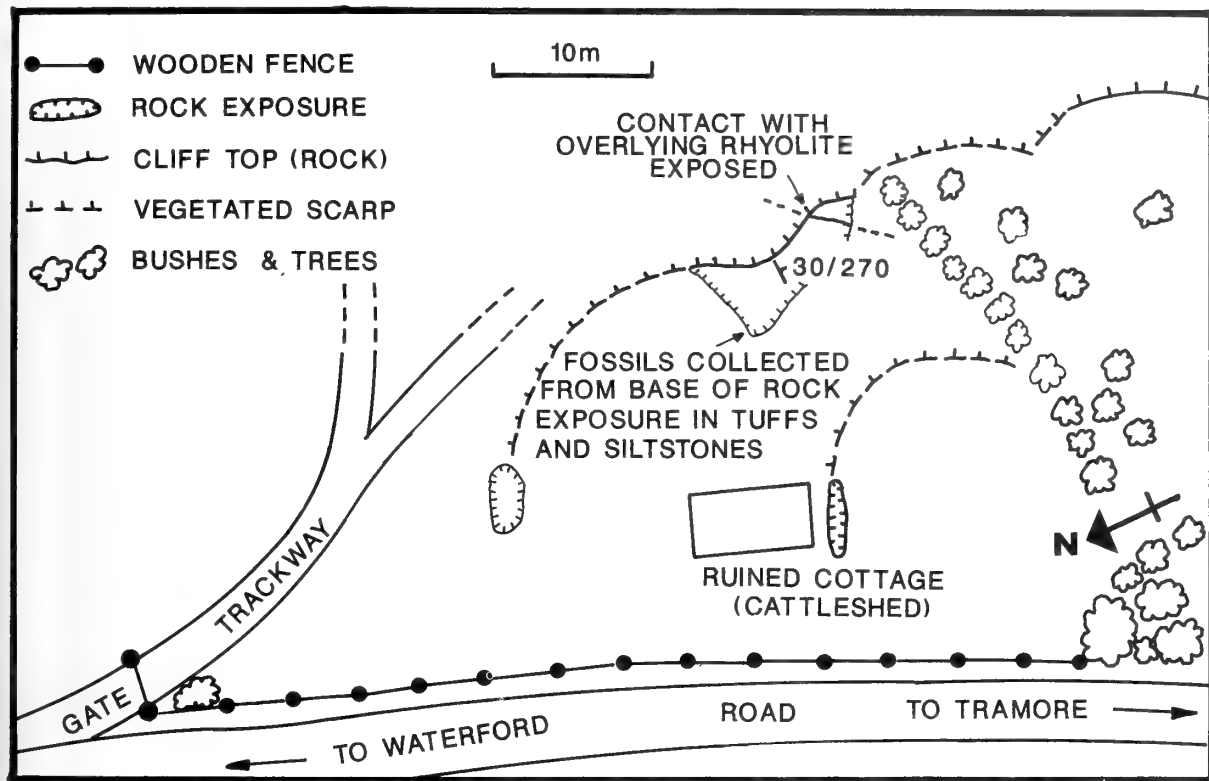 WOODEN FENCE
ROCK EXPOSURE
CLIFF TOP (ROCK)
VEGETATED SCARP
BUSHES & TREES
10m
CONTACT WITH
OVERLYING RHYOLITE
EXPOSED
30/270
FOSSILS COLLECTED
FROM BASE OF ROCK
EXPOSURE IN TUFFS
AND SILTSTONES
N
RUINED COTTAGE
(CATTLESHED)
TRACKWAY
GATE
TO WATERFORD
ROAD
TO TRAMORE